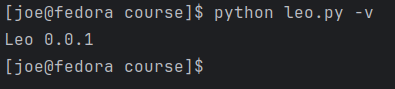 [joe@fedora course]$ python leo.py -v
Leo 0.0.1
[joe@fedora course]$